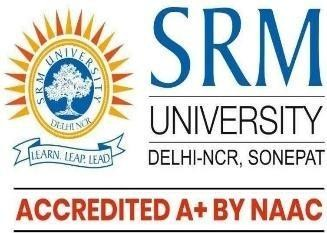 SRM UNIVERSITY
DELHI-NCR
LEARN, LEAP, LEAD
SRM
UNIVERSITY
DELHI-NCR, SONEPAT
ACCREDITED A+ BY NAAC